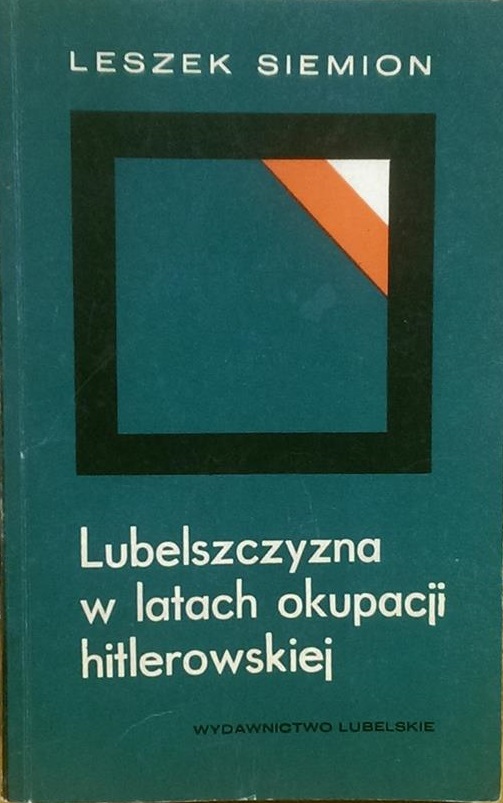 LESZEK SIEMION
Lubelszczyzna
w latach okupacji
hitlerowskiej
WYDAWNICTWO LUBELSKIE